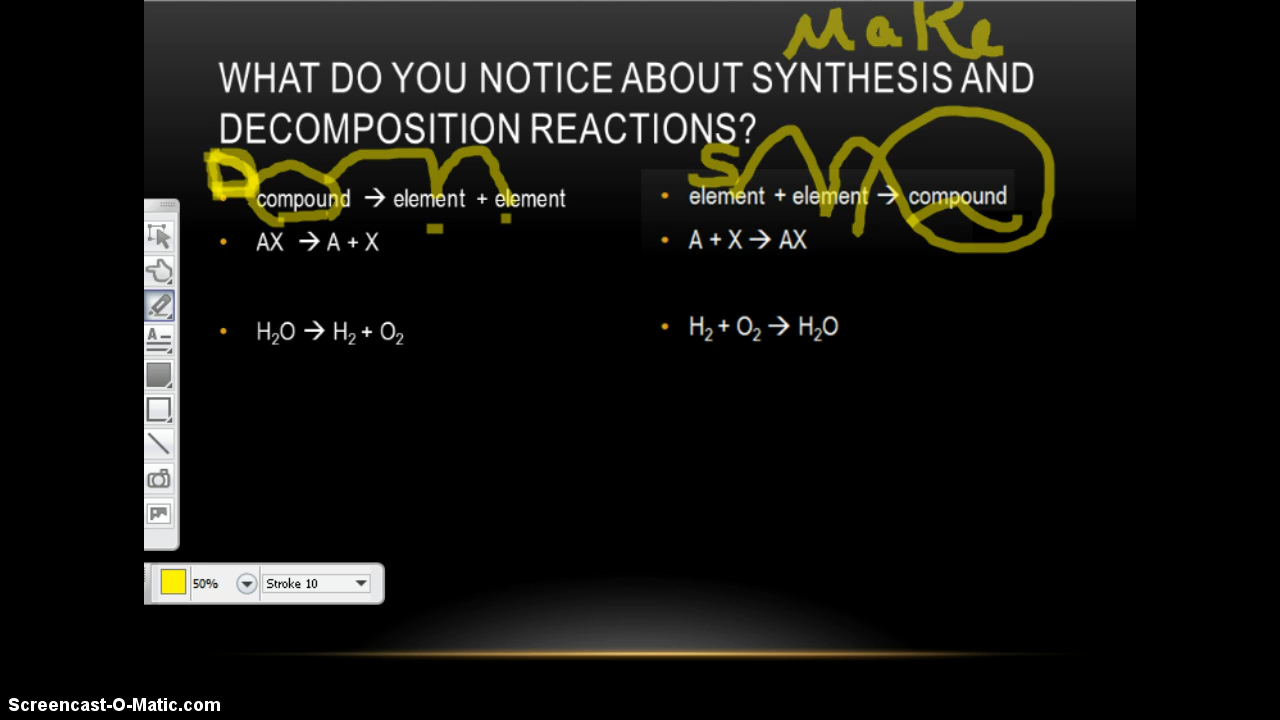 Make
WHAT DO YOU NOTICE ABOUT SYNTHESIS AND
DECOMPOSITION REACTIONS?
D
• compound → element + element
• AX → A + X
• H₂O → H₂ + O₂
S
• element + element → compound
• A + X → AX
• H₂ + O₂ → H₂O
A
50%
Stroke 10
Screencast-O-Matic.com